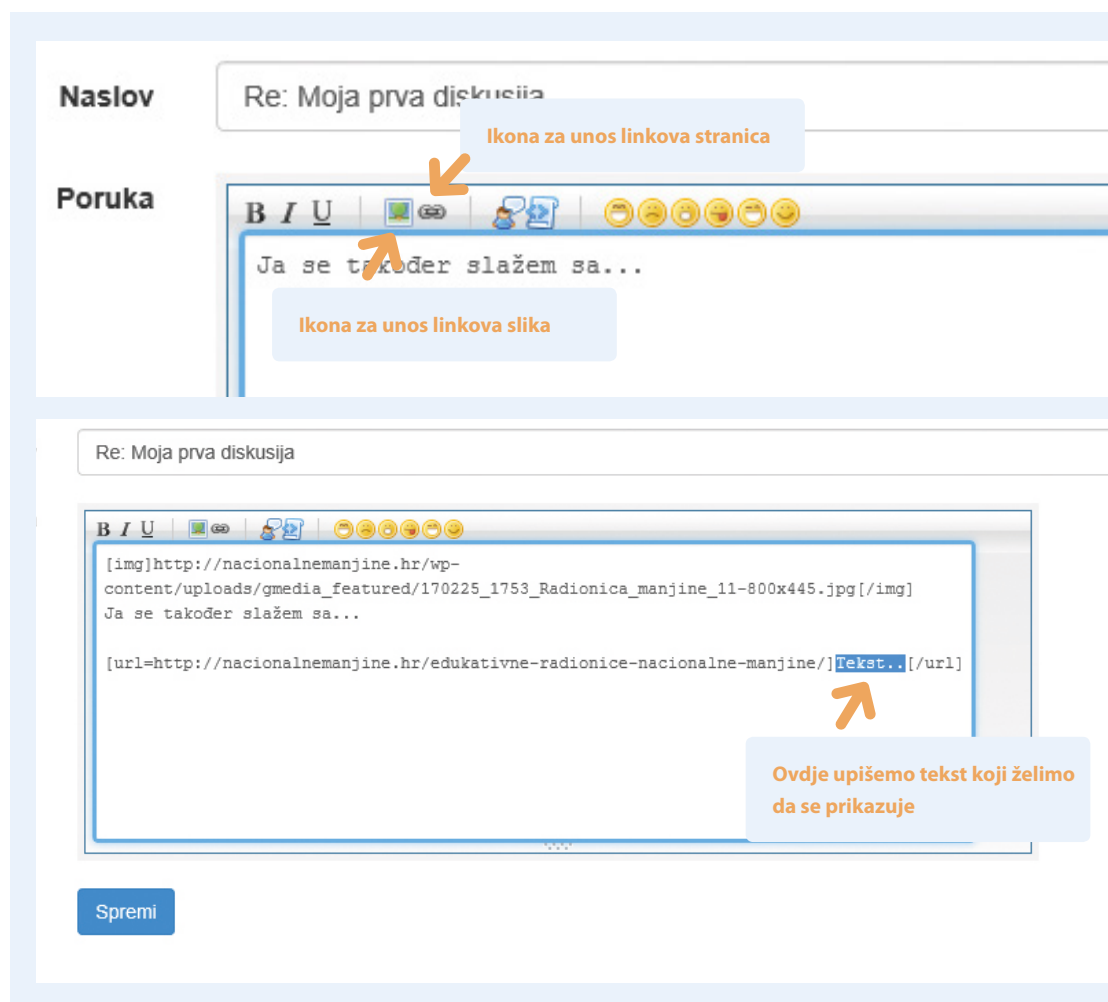 Naslov
Re: Moja prva diskusija
Ikona za unos linkova stranica
Poruka
B I U
Ja se također slažem sa...
Ikona za unos linkova slika
Re: Moja prva diskusija
B I U
[img]http://nacionalnemanjine.hr/wp-
content/uploads/gmedia_featured/170225_1753_Radionica_manjine_11-800x445.jpg[/img]
Ja se također slažem sa...
[url=http://nacionalnemanjine.hr/edukativne-radionice-nacionalne-manjine/]Tekst..[/url]
Ovdje upišemo tekst koji želimo
da se prikazuje
Spremi